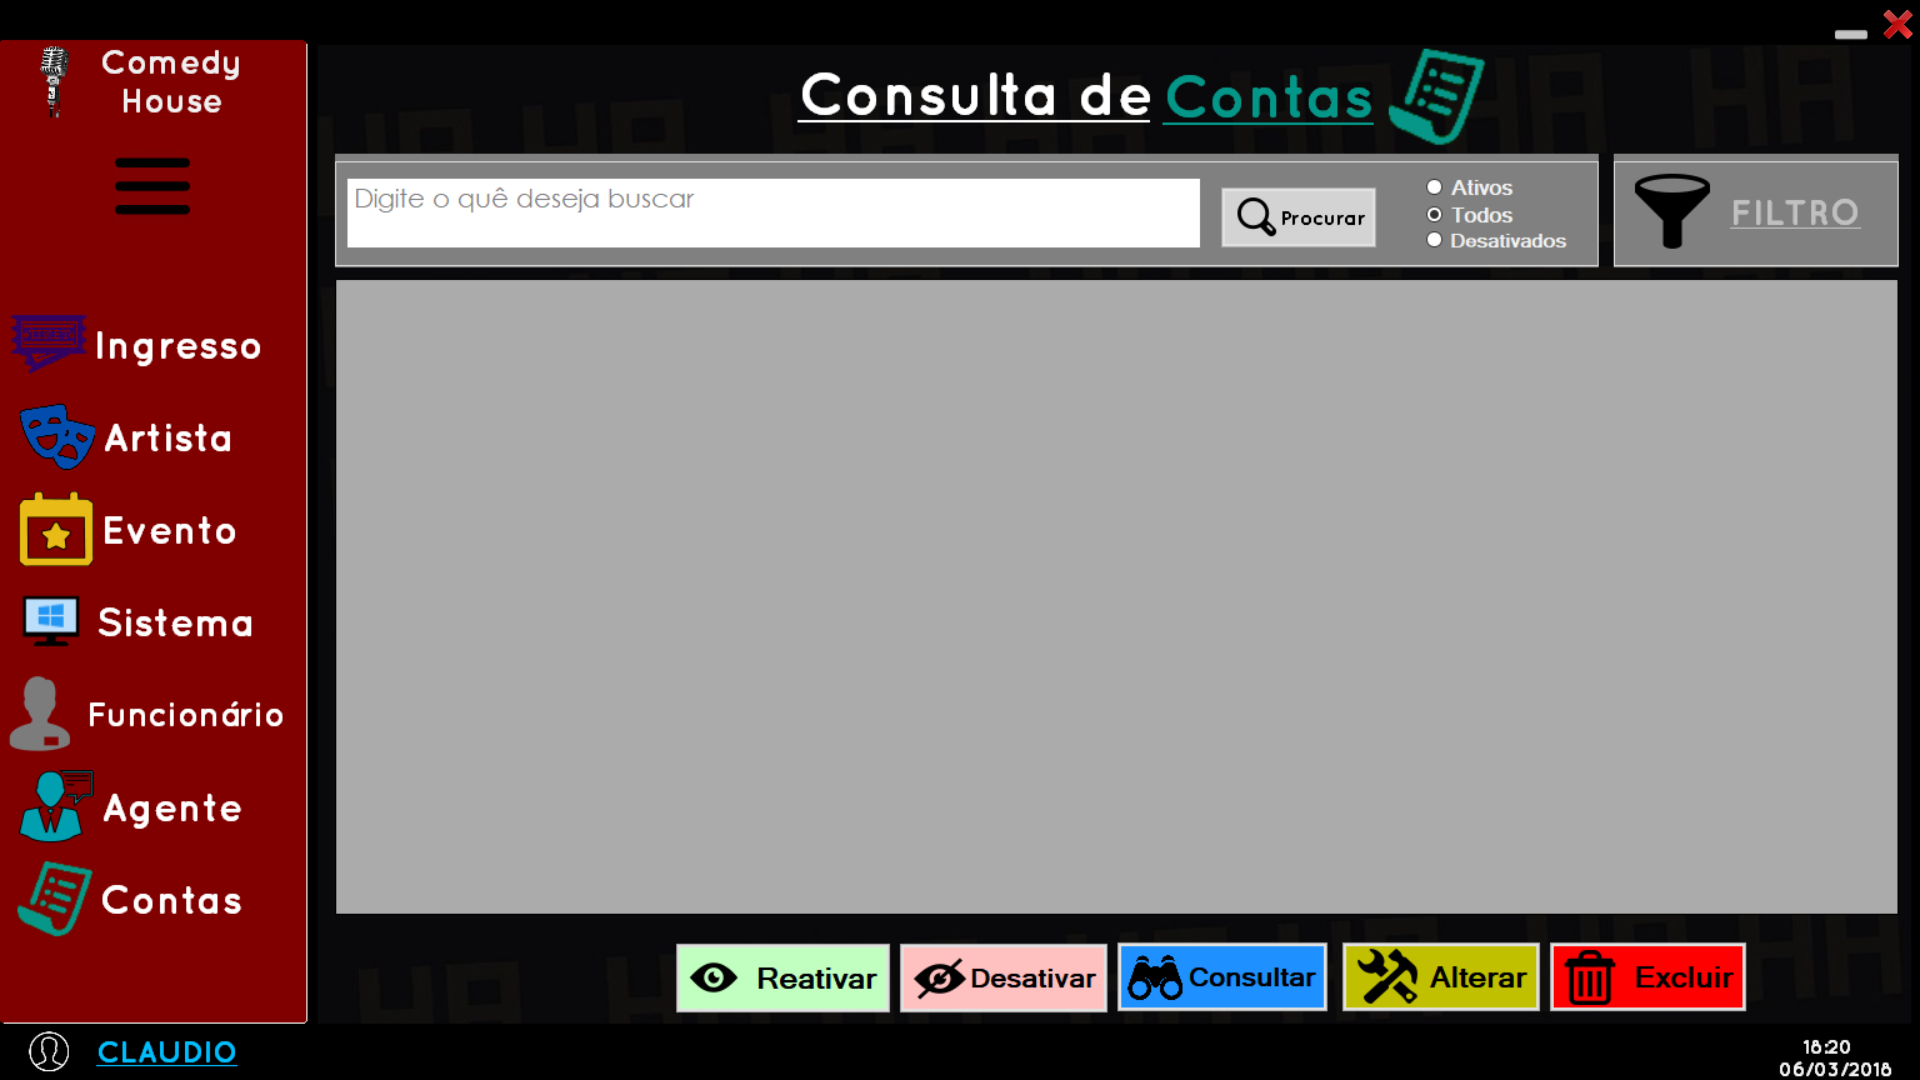 Comedy
House
Consulta de Contas
Digite o quê deseja buscar
Procurar
Ativos
Todos
Desativados
FILTRO
Ingresso
Artista
Evento
Sistema
Funcionário
Agente
Contas
Reativar
Desativar
Consultar
Alterar
Excluir
CLAUDIO
18:20
06/03/2018